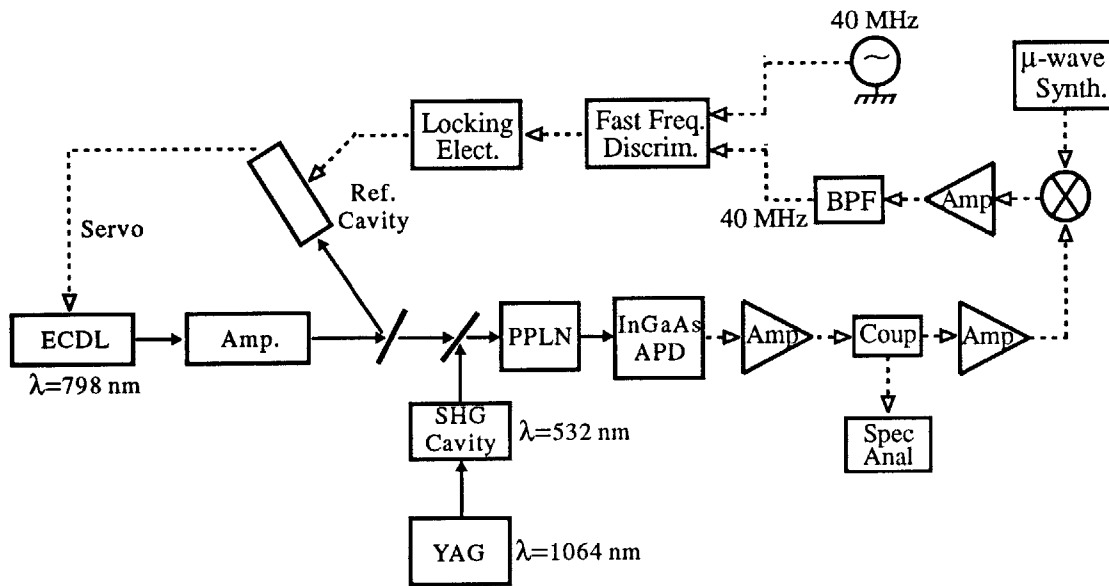 40 MHz
~
μ-wave
Synth.
Locking
Elect.
Fast Freq.
Discrim.
Ref.
Cavity
40 MHz
BPF
Amp
Servo
ECDL
λ=798 nm
Amp.
PPLN
InGaAs
APD
Amp
Coup
Amp
SHG
Cavity
λ=532 nm
Spec
Anal
YAG
λ=1064 nm